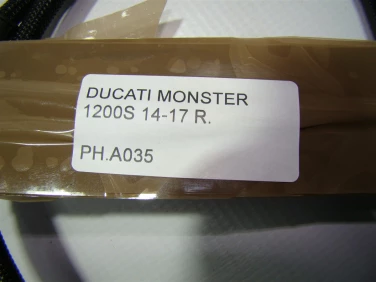 DUCATI MONSTER
1200S 14-17 R.
PH.A035